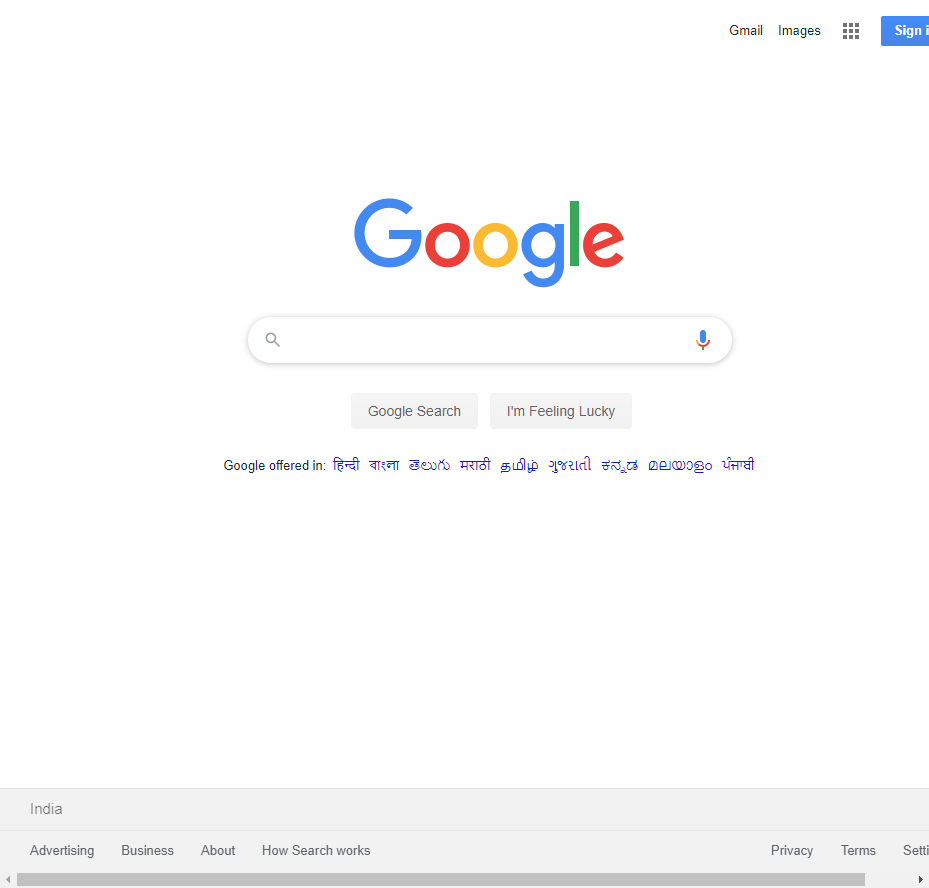 Gmail Images Sign i
Google
Google Search I'm Feeling Lucky
Google offered in: हिन्दी বাংলা తెలుగు मराठी தமிழ் ગુજરાતી ಕನ್ನಡ മലയാളം ਪੰਜਾਬੀ
India
Advertising Business About How Search works Privacy Terms Setti